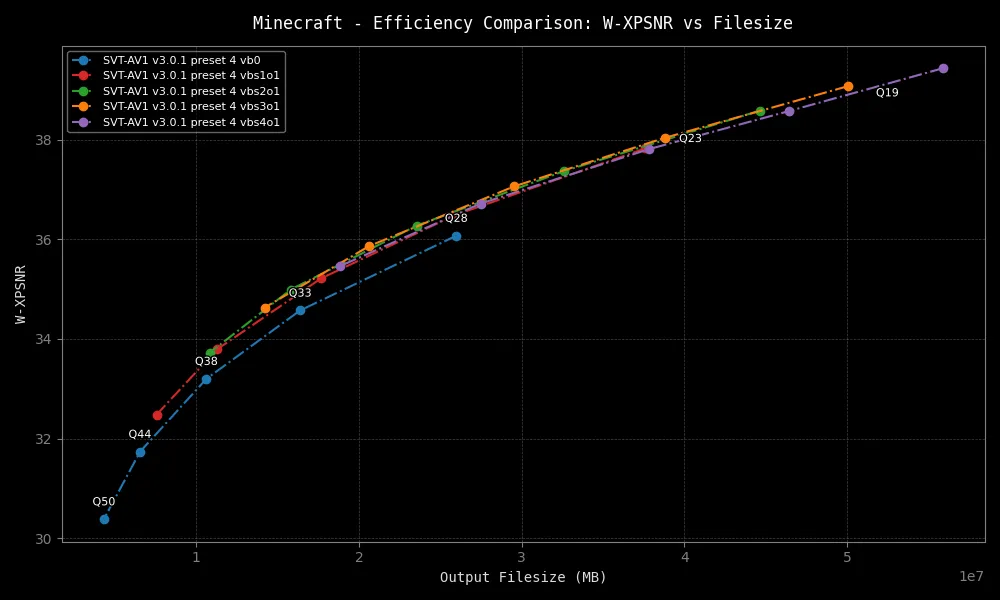 Minecraft - Efficiency Comparison: W-XPSNR vs Filesize
SVT-AV1 v3.0.1 preset 4 vb0
SVT-AV1 v3.0.1 preset 4 vbs1o1
SVT-AV1 v3.0.1 preset 4 vbs2o1
SVT-AV1 v3.0.1 preset 4 vbs3o1
SVT-AV1 v3.0.1 preset 4 vbs4o1
Q19
38
Q23
36
Q28
Q33
34
Q38
32
Q44
Q50
30
W-XPSNR
1 2 3 4 5
1e7
Output Filesize (MB)